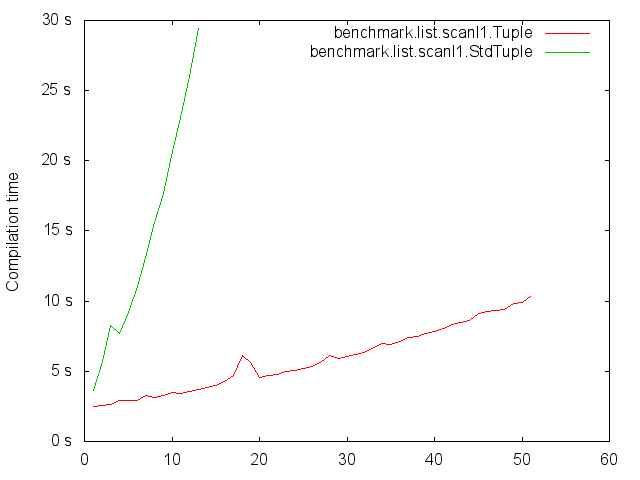 30 s
benchmark.list.scanl1.Tuple
benchmark.list.scanl1.StdTuple
25 s
20 s
Compilation time
15 s
10 s
5 s
0 s
0 10 20 30 40 50 60